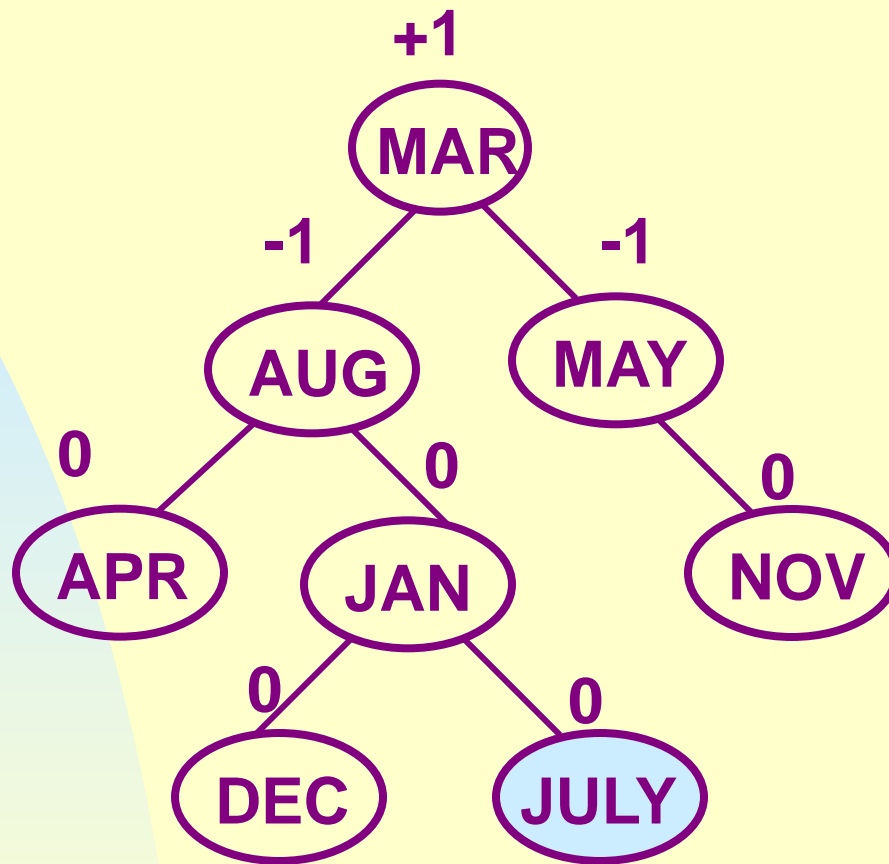 +1
MAR
-1 -1
AUG MAY
0 0 0
APR JAN NOV
0 0
DEC JULY